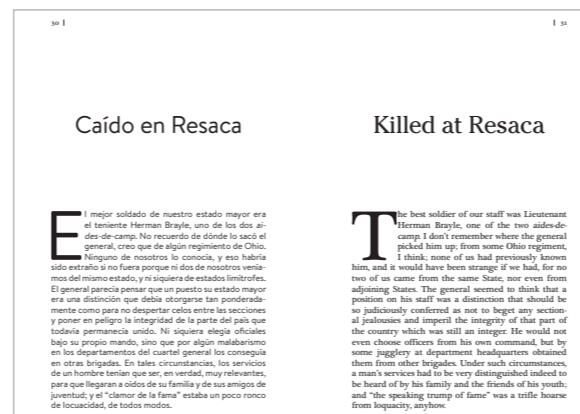 30 |
Caído en Resaca
El mejor soldado de nuestro estado mayor era
el teniente Herman Brayle, uno de los dos ai-
des-de-camp. No recuerdo de dónde lo sacó el
general, creo que de algún regimiento de Ohio.
Ninguno de nosotros lo conocía, y eso habría
sido extraño si no fuera porque ni dos de nosotros venía-
mos del mismo estado, y ni siquiera de estados limítrofes.
El general parecía pensar que un puesto su estado mayor
era una distinción que debía otorgarse tan ponderada-
mente como para no despertar celos entre las secciones
y poner en peligro la integridad de la parte del país que
todavía permanecía unido. Ni siquiera elegía oficiales
bajo su propio mando, sino que por algún malabarismo
en los departamentos del cuartel general los conseguía
en otras brigadas. En tales circunstancias, los servicios
de un hombre tenían que ser, en verdad, muy relevantes,
para que llegaran a oídos de su familia y de sus amigos de
juventud; y el "clamor de la fama" estaba un poco ronco
de locuacidad, de todos modos.
| 31
Killed at Resaca
The best soldier of our staff was Lieutenant
Herman Brayle, one of the two aides-de-
camp. I don't remember where the general
picked him up; from some Ohio regiment,
I think; none of us had previously known
him, and it would have been strange if we had, for no
two of us came from the same State, nor even from
adjoining States. The general seemed to think that a
position on his staff was a distinction that should be
so judiciously conferred as not to beget any section-
al jealousies and imperil the integrity of that part of
the country which was still an integer. He would not
even choose officers from his own command, but by
some jugglery at department headquarters obtained
them from other brigades. Under such circumstances,
a man's services had to be very distinguished indeed to
be heard of by his family and the friends of his youth;
and "the speaking trump of fame" was a trifle hoarse
from loquacity, anyhow.